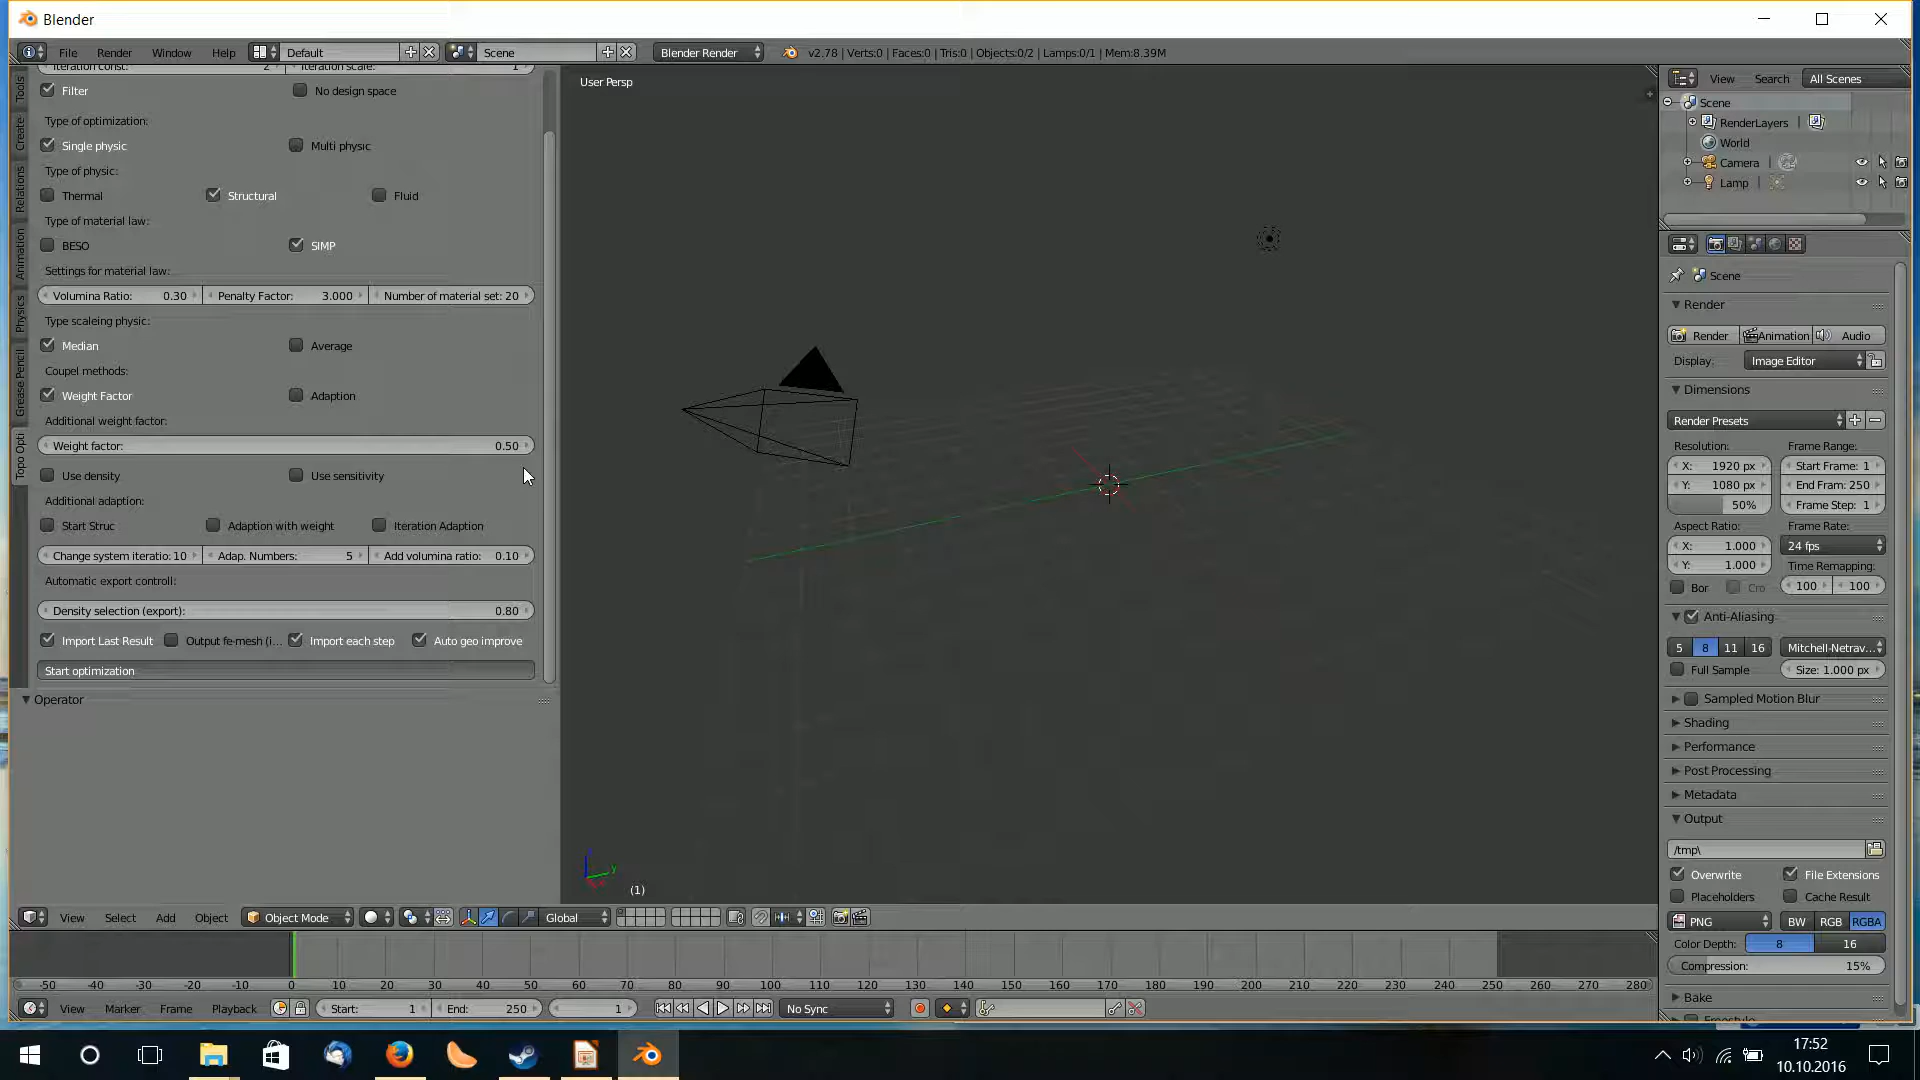 Blender
File Render Window Help Default Scene Blender Render v2.78 | Verts:0 | Faces:0 | Tris:0 | Objects:0/2 | Lamps:0/1 | Mem:8.39M
Iteration const: 2 Iteration scale: 1
Filter No design space
Type of optimization:
Single physic Multi physic
Type of physic:
Thermal Structural Fluid
Type of material law:
BESO SIMP
Settings for material law:
Volumina Ratio: 0.30 Penalty Factor: 3.000 Number of material set: 20
Type scaleing physic:
Median Average
Coupel methods:
Weight Factor Adaption
Additional weight factor:
Weight factor: 0.50
Use density Use sensitivity
Additional adaption:
Start Struc Adaption with weight Iteration Adaption
Change system iteratio: 10 Adap. Numbers: 5 Add volumina ratio: 0.10
Automatic export controll:
Density selection (export): 0.80
Import Last Result Output fe-mesh (i... Import each step Auto geo improve
Start optimization
Operator
Tools
Create
Relations
Animation
Physics
Grease Pencil
Topo Opti
User Persp
y
(1)
View Search All Scenes
Scene
RenderLayers |
World
Camera |
Lamp |
Scene
Render
Render Animation Audio
Display: Image Editor
Dimensions
Render Presets
Resolution: Frame Range:
X: 1920 px Start Frame: 1
Y: 1080 px End Fram: 250
50% Frame Step: 1
Aspect Ratio: Frame Rate:
X: 1.000 24 fps
Y: 1.000 Time Remapping:
Bor Cro 100 100
Anti-Aliasing
5 8 11 16 Mitchell-Netrav...
Full Sample Size: 1.000 px
Sampled Motion Blur
Shading
Performance
Post Processing
Metadata
Output
/tmp\
Overwrite File Extensions
Placeholders Cache Result
PNG BW RGB RGBA
Color Depth: 8 16
Compression: 15%
Bake
Freestyle
View Select Add Object Object Mode Global
-50 -40 -30 -20 -10 0 10 20 30 40 50 60 70 80 90 100 110 120 130 140 150 160 170 180 190 200 210 220 230 240 250 260 270 280
View Marker Frame Playback Start: 1 End: 250 1 No Sync
17:52
10.10.2016